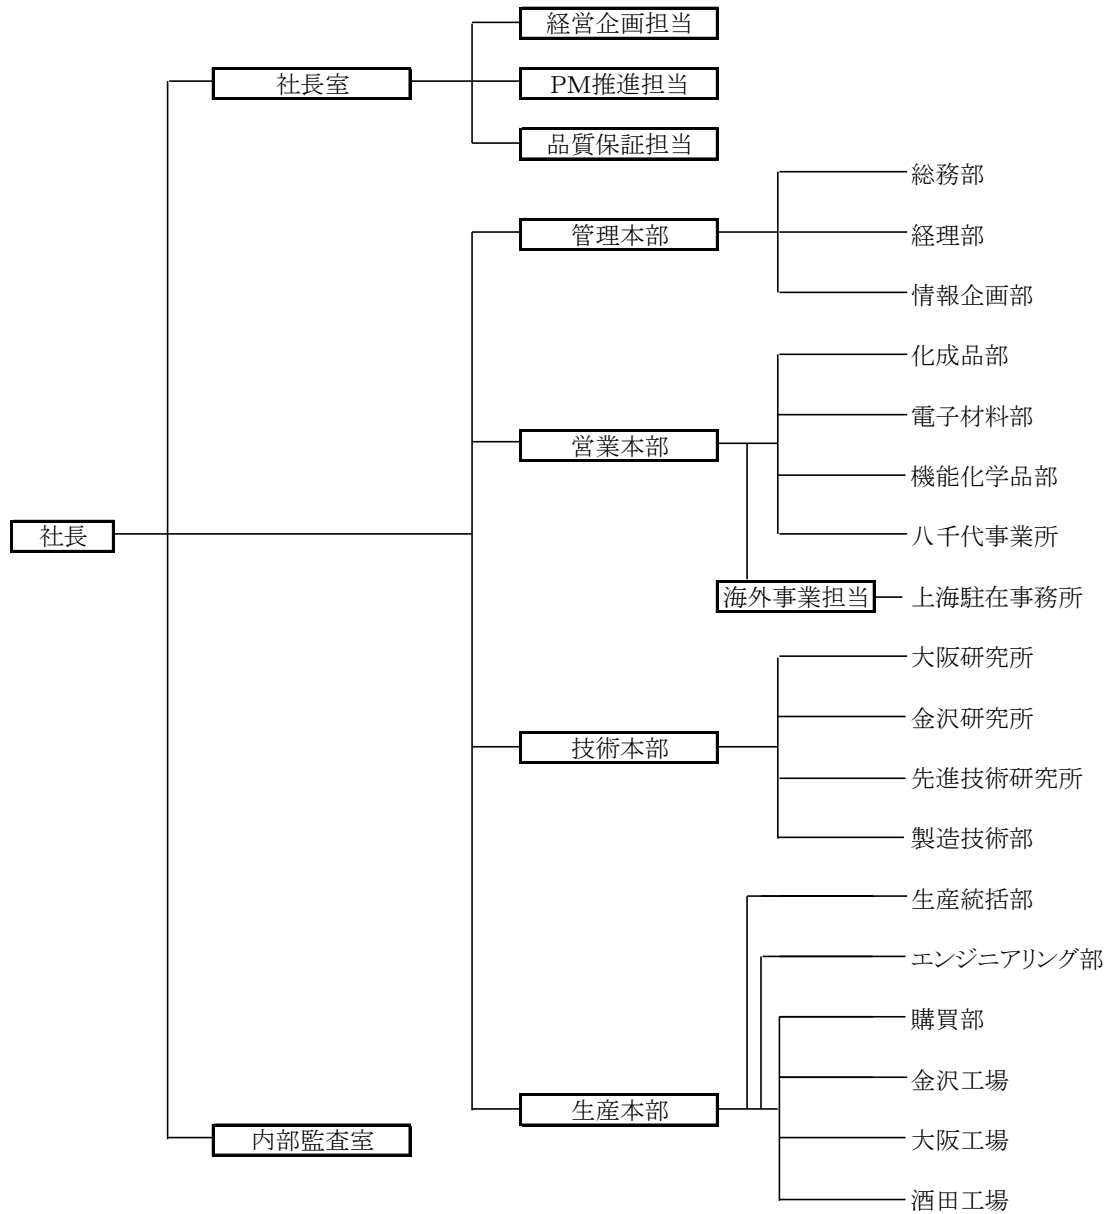 経営企画担当
社長室
PM推進担当
品質保証担当
総務部
管理本部
経理部
情報企画部
化成品部
電子材料部
営業本部
機能化学品部
社長
八千代事業所
海外事業担当
上海駐在事務所
大阪研究所
金沢研究所
技術本部
先進技術研究所
製造技術部
生産統括部
エンジニアリング部
購買部
金沢工場
生産本部
内部監査室
大阪工場
酒田工場